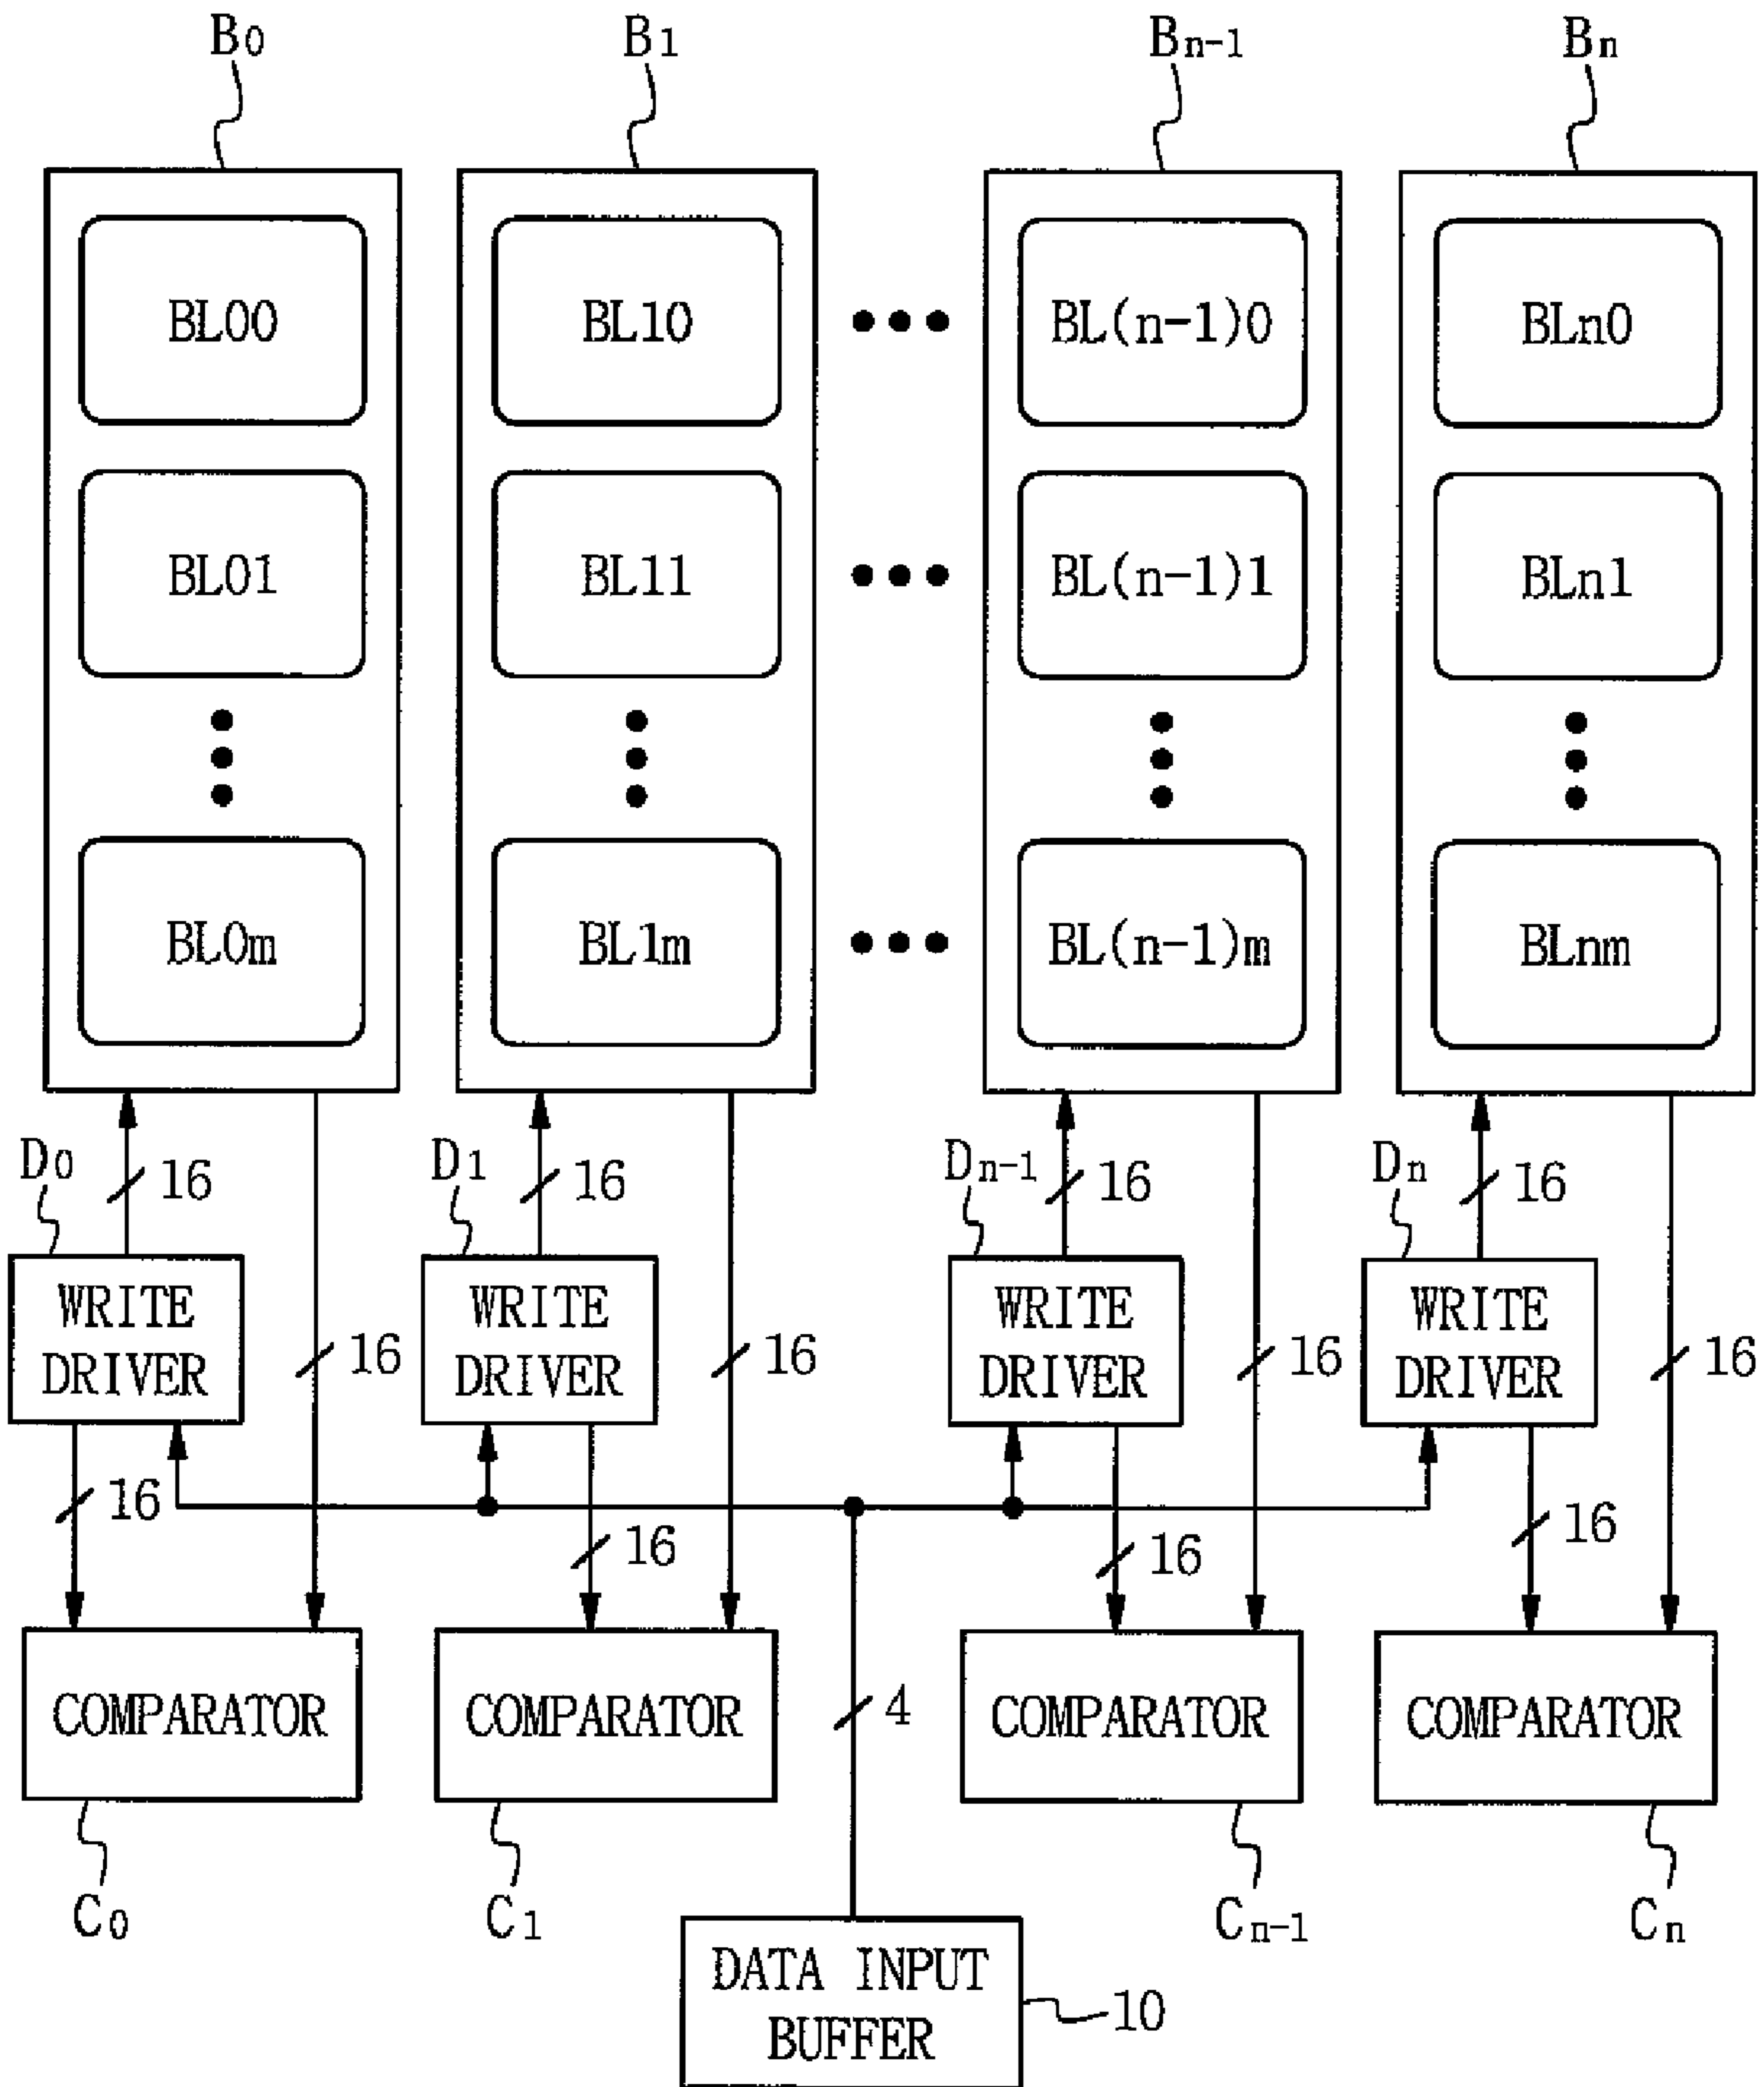 B0 B1 Bn-1 Bn
BL00 BL10 BL(n-1)0 BLn0
BL01 BL11 BL(n-1)1 BLn1
BL0m BL1m BL(n-1)m BLnm
D0 16 D1 16 Dn-1 16 Dn 16
WRITE WRITE WRITE WRITE
DRIVER 16 DRIVER 16 DRIVER 16 DRIVER 16
16 16 16 16
COMPARATOR COMPARATOR 4 COMPARATOR COMPARATOR
C0 C1 Cn-1 Cn
DATA INPUT
BUFFER 10